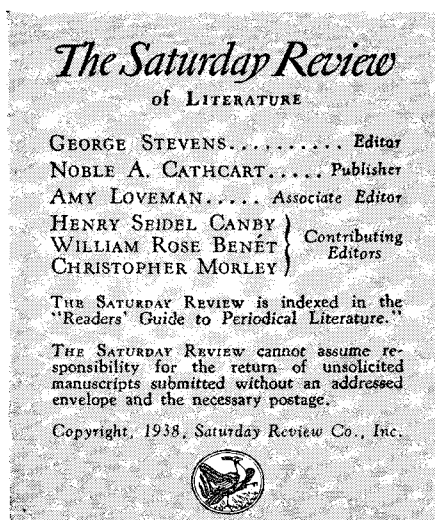 The Saturday Review
of LITERATURE
GEORGE STEVENS.......... Editor
NOBLE A. CATHCART..... Publisher
AMY LOVEMAN..... Associate Editor
HENRY SEIDEL CANBY
WILLIAM ROSE BENÉT } Contributing Editors
CHRISTOPHER MORLEY
THE SATURDAY REVIEW is indexed in the
"Readers' Guide to Periodical Literature."
THE SATURDAY REVIEW cannot assume re-
sponsibility for the return of unsolicited
manuscripts submitted without an addressed
envelope and the necessary postage.
Copyright, 1938, Saturday Review Co., Inc.